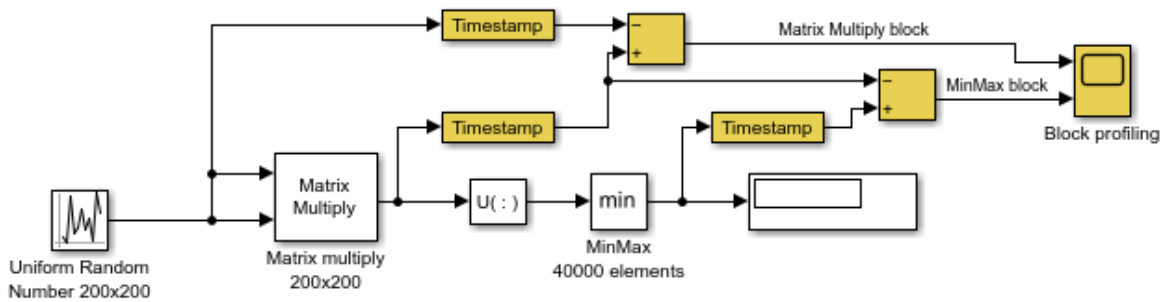 Timestamp
−
+
Matrix Multiply block
−
+
MinMax block
Block profiling
Timestamp
Timestamp
Matrix
Multiply
Matrix multiply
200x200
U( : )
min
MinMax
40000 elements
Uniform Random
Number 200x200